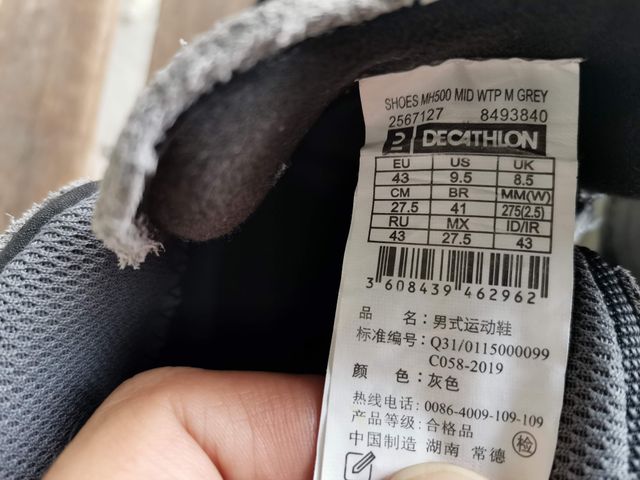 SHOES MH500 MID WTP M GREY
2567127 8493840
DECATHLON
EU US UK
43 9.5 8.5
CM BR MM(W)
27.5 41 275(2.5)
RU MX ID/IR
43 27.5 43
3 608439 462962
品 名：男式运动鞋
标准编号：Q31/0115000099
C058-2019
颜 色：灰色
热线电话：0086-4009-109-109
产品等级：合格品
中国制造 湖南 常德 检